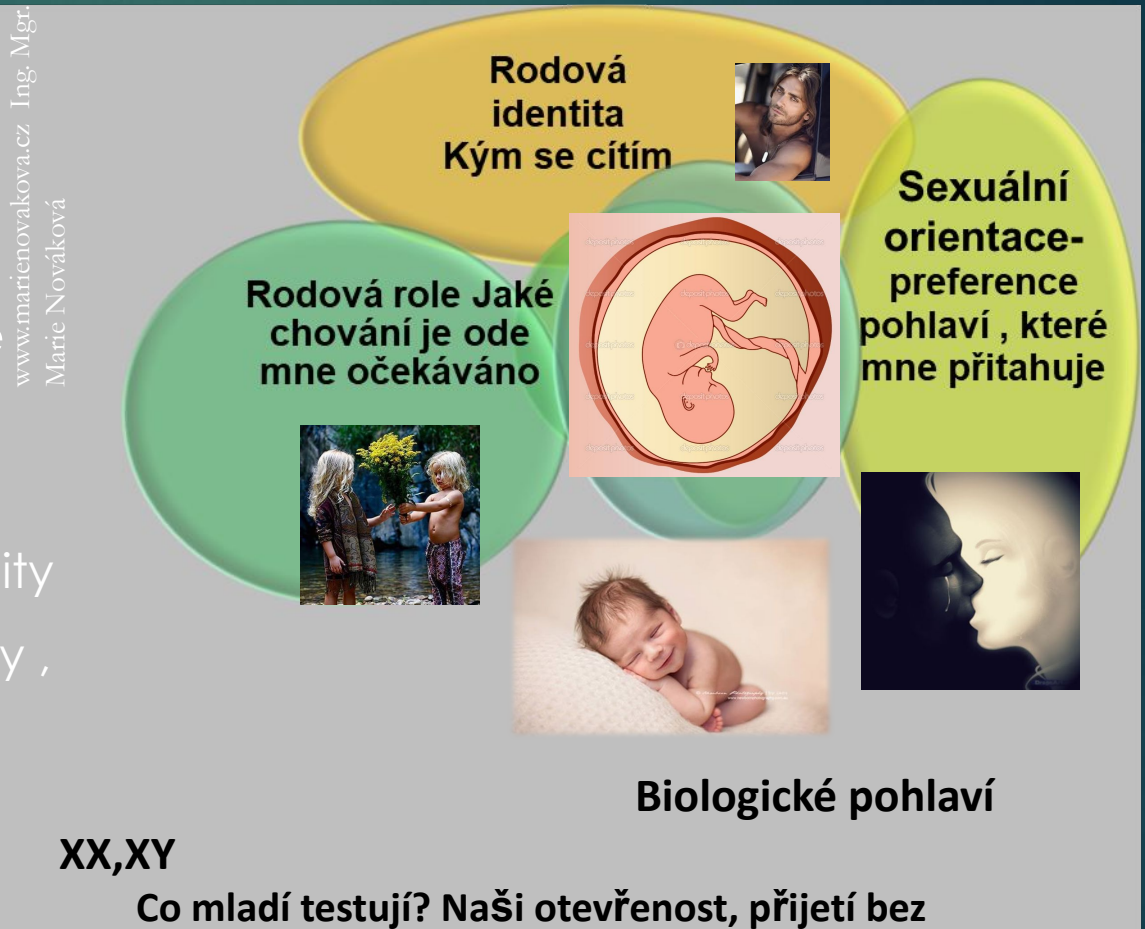 www.marienovakova.cz Ing. Mgr.
Marie Nováková
Rodová
identita
Kým se cítím
Sexuální
orientace-
preference
pohlaví , které
mne přitahuje
Rodová role Jaké
chování je ode
mne očekáváno
ity
y ,
Biologické pohlaví
XX,XY
Co mladí testují? Naši otevřenost, přijetí bez